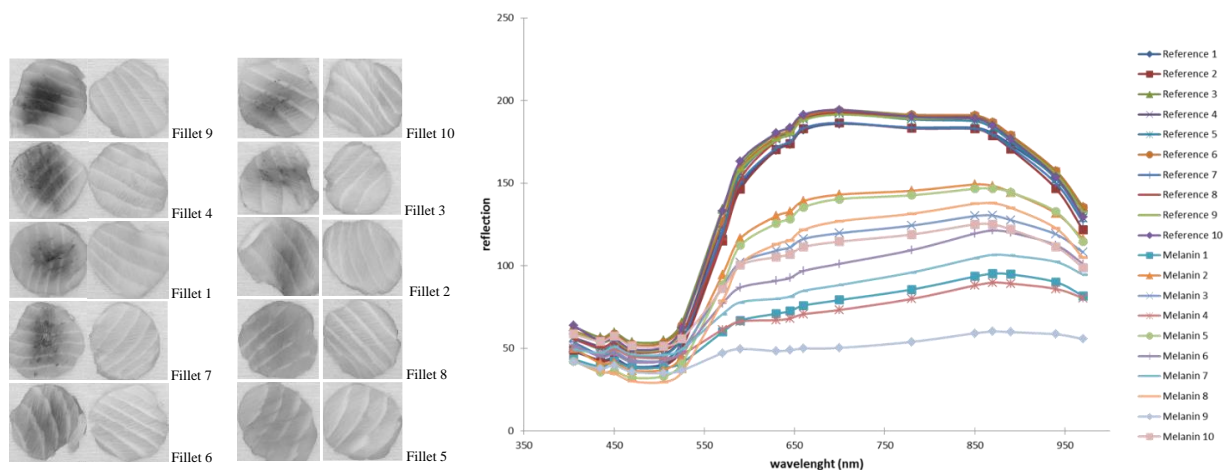 Fillet 9
Fillet 10
Fillet 4
Fillet 3
Fillet 1
Fillet 2
Fillet 7
Fillet 8
Fillet 6
Fillet 5
250
200
150
100
50
0
reflection
350
450
550
650
750
850
950
wavelenght (nm)
Reference 1
Reference 2
Reference 3
Reference 4
Reference 5
Reference 6
Reference 7
Reference 8
Reference 9
Reference 10
Melanin 1
Melanin 2
Melanin 3
Melanin 4
Melanin 5
Melanin 6
Melanin 7
Melanin 8
Melanin 9
Melanin 10